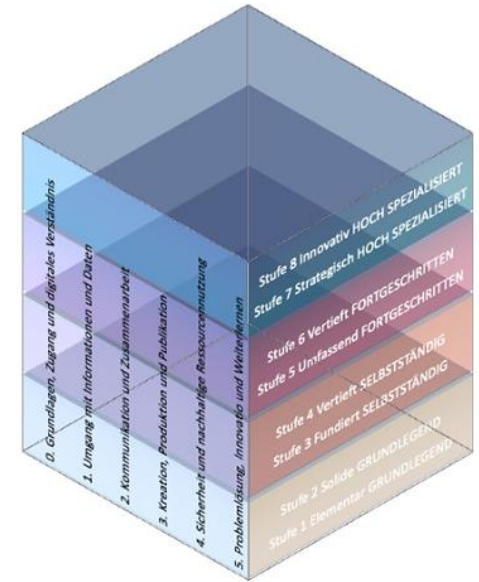 0. Grundlagen, Zugang und digitales Verständnis
1. Umgang mit Informationen und Daten
2. Kommunikation und Zusammenarbeit
3. Kreation, Produktion und Publikation
4. Sicherheit und nachhaltige Ressourcennutzung
5. Problemlösung, Innovation und Weiterlernen
Stufe 8 Innovativ HOCH SPEZIALISIERT
Stufe 7 Strategisch HOCH SPEZIALISIERT
Stufe 6 Vertieft FORTGESCHRITTEN
Stufe 5 Umfassend FORTGESCHRITTEN
Stufe 4 Vertieft SELBSTSTÄNDIG
Stufe 3 Fundiert SELBSTSTÄNDIG
Stufe 2 Solide GRUNDLEGEND
Stufe 1 Elementar GRUNDLEGEND